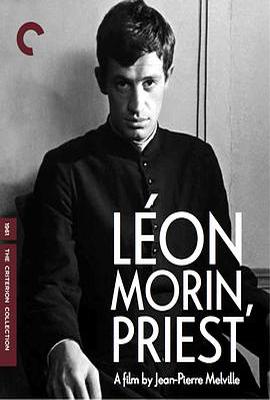 LÉON
MORIN,
PRIEST
A film by Jean-Pierre Melville
1961
THE CRITERION COLLECTION